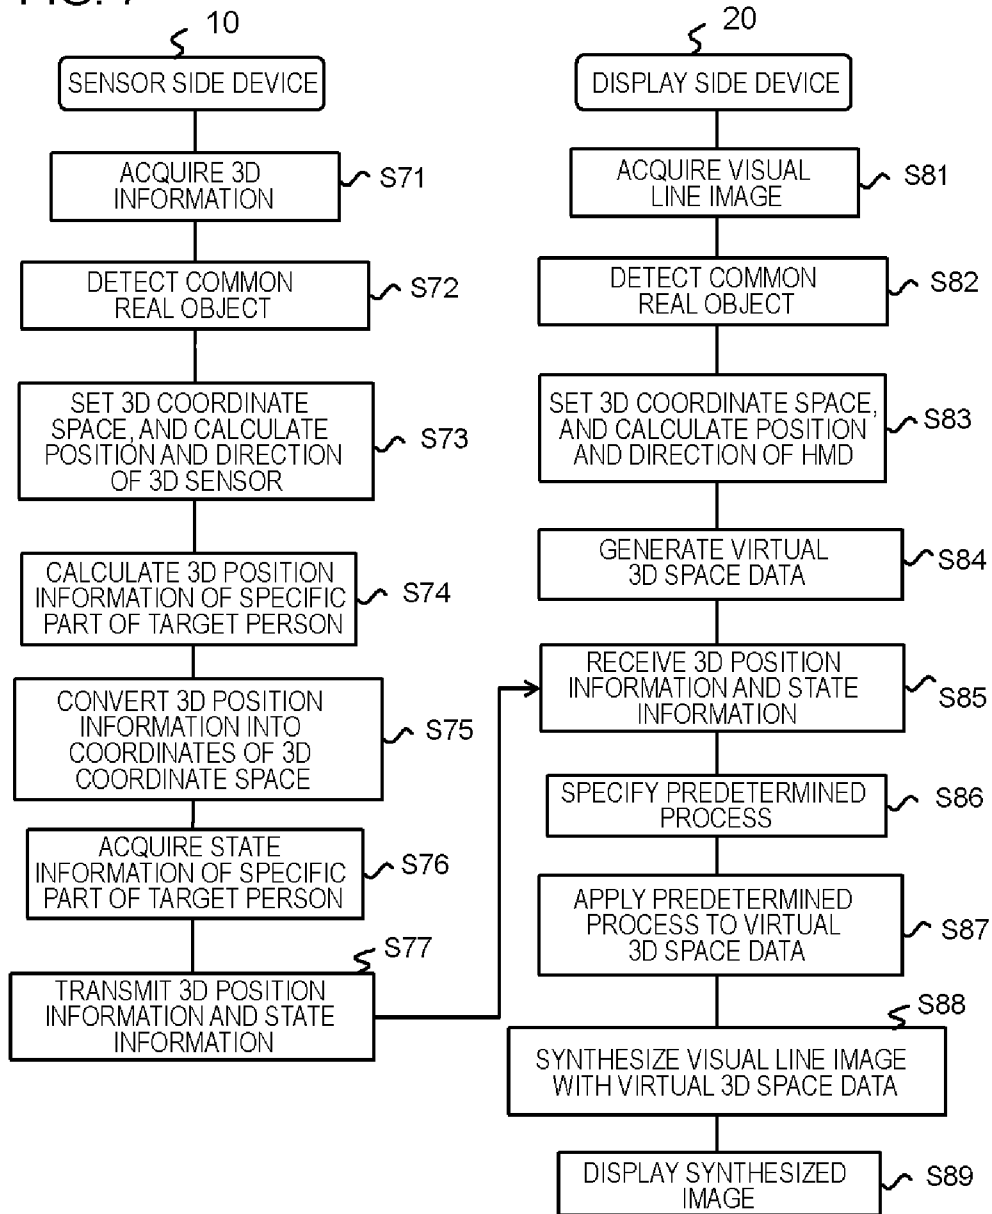 10
SENSOR SIDE DEVICE
ACQUIRE 3D
INFORMATION
S71
DETECT COMMON
REAL OBJECT
S72
SET 3D COORDINATE
SPACE, AND CALCULATE
POSITION AND DIRECTION
OF 3D SENSOR
S73
CALCULATE 3D POSITION
INFORMATION OF SPECIFIC
PART OF TARGET PERSON
S74
CONVERT 3D POSITION
INFORMATION INTO
COORDINATES OF 3D
COORDINATE SPACE
S75
ACQUIRE STATE
INFORMATION OF SPECIFIC
PART OF TARGET PERSON
S76
S77
TRANSMIT 3D POSITION
INFORMATION AND STATE
INFORMATION
20
DISPLAY SIDE DEVICE
ACQUIRE VISUAL
LINE IMAGE
S81
DETECT COMMON
REAL OBJECT
S82
SET 3D COORDINATE SPACE,
AND CALCULATE POSITION
AND DIRECTION OF HMD
S83
GENERATE VIRTUAL
3D SPACE DATA
S84
RECEIVE 3D POSITION
INFORMATION AND STATE
INFORMATION
S85
SPECIFY PREDETERMINED
PROCESS
S86
APPLY PREDETERMINED
PROCESS TO VIRTUAL
3D SPACE DATA
S87
S88
SYNTHESIZE VISUAL LINE IMAGE
WITH VIRTUAL 3D SPACE DATA
DISPLAY SYNTHESIZED
IMAGE
S89